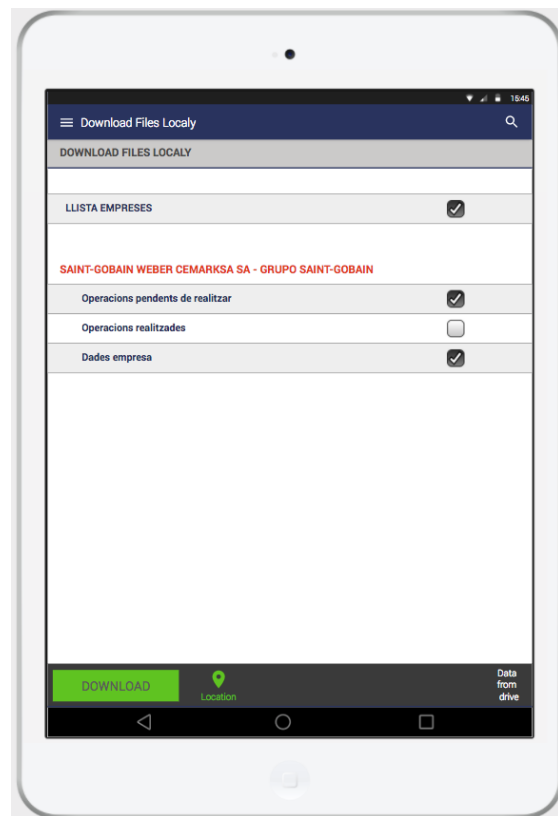 15:45
Download Files Localy
DOWNLOAD FILES LOCALY
LLISTA EMPRESES
SAINT-GOBAIN WEBER CEMARKSA SA - GRUPO SAINT-GOBAIN
Operacions pendents de realitzar
Operacions realitzades
Dades empresa
DOWNLOAD
Location
Data
from
drive